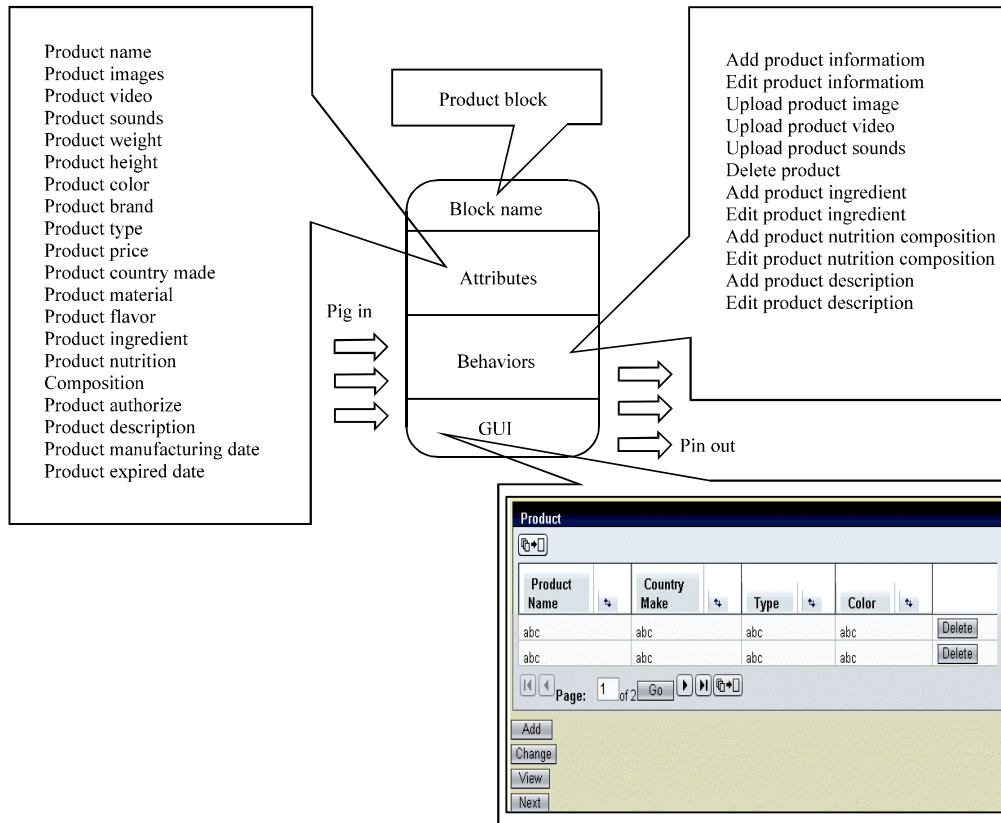 Product name
Product images
Product video
Product sounds
Product weight
Product height
Product color
Product brand
Product type
Product price
Product country made
Product material
Product flavor
Product ingredient
Product nutrition
Composition
Product authorize
Product description
Product manufacturing date
Product expired date
Product block
Block name
Attributes
Behaviors
GUI
Pig in
Pin out
Add product informatiom
Edit product informatiom
Upload product image
Upload product video
Upload product sounds
Delete product
Add product ingredient
Edit product ingredient
Add product nutrition composition
Edit product nutrition composition
Add product description
Edit product description
Product
Product Name Country Make Type Color
abc abc abc abc Delete
abc abc abc abc Delete
Page: 1 of 2 Go
Add
Change
View
Next